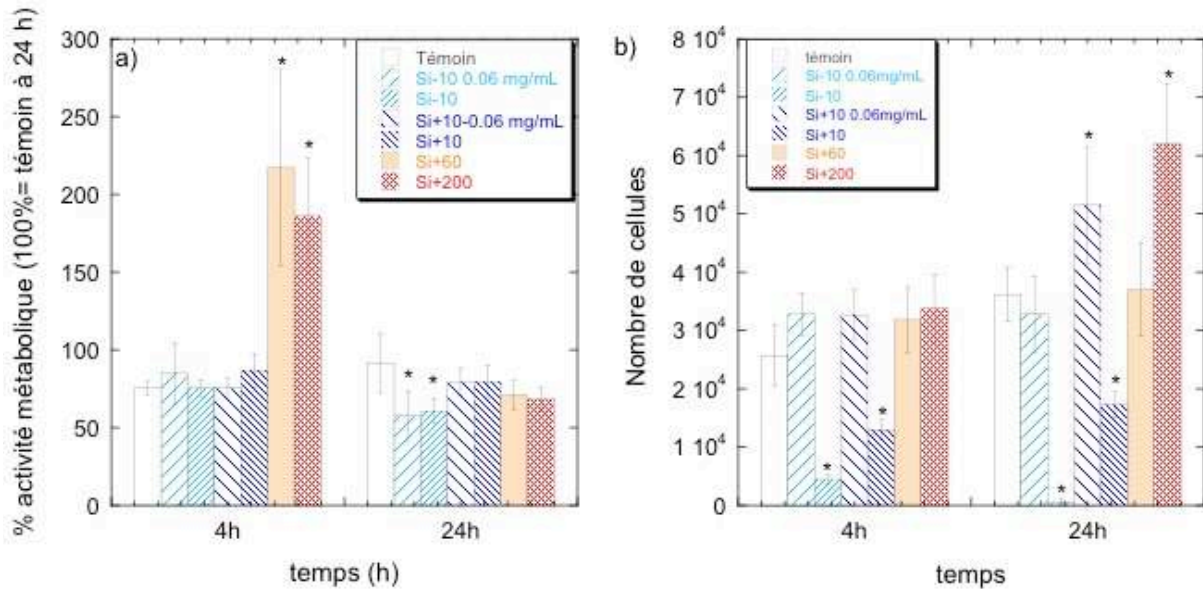 a)
% activité métabolique (100%= témoin à 24 h)
300
250
200
150
100
50
0
Témoin
Si-10 0.06 mg/mL
Si-10
Si+10-0.06 mg/mL
Si+10
Si+60
Si+200
*
*
*
*
4h
24h
temps (h)
b)
Nombre de cellules
8 10⁴
7 10⁴
6 10⁴
5 10⁴
4 10⁴
3 10⁴
2 10⁴
1 10⁴
0
témoin
Si-10 0.06mg/mL
Si-10
Si+10 0.06mg/mL
Si+10
Si+60
Si+200
*
*
*
*
*
*
4h
24h
temps